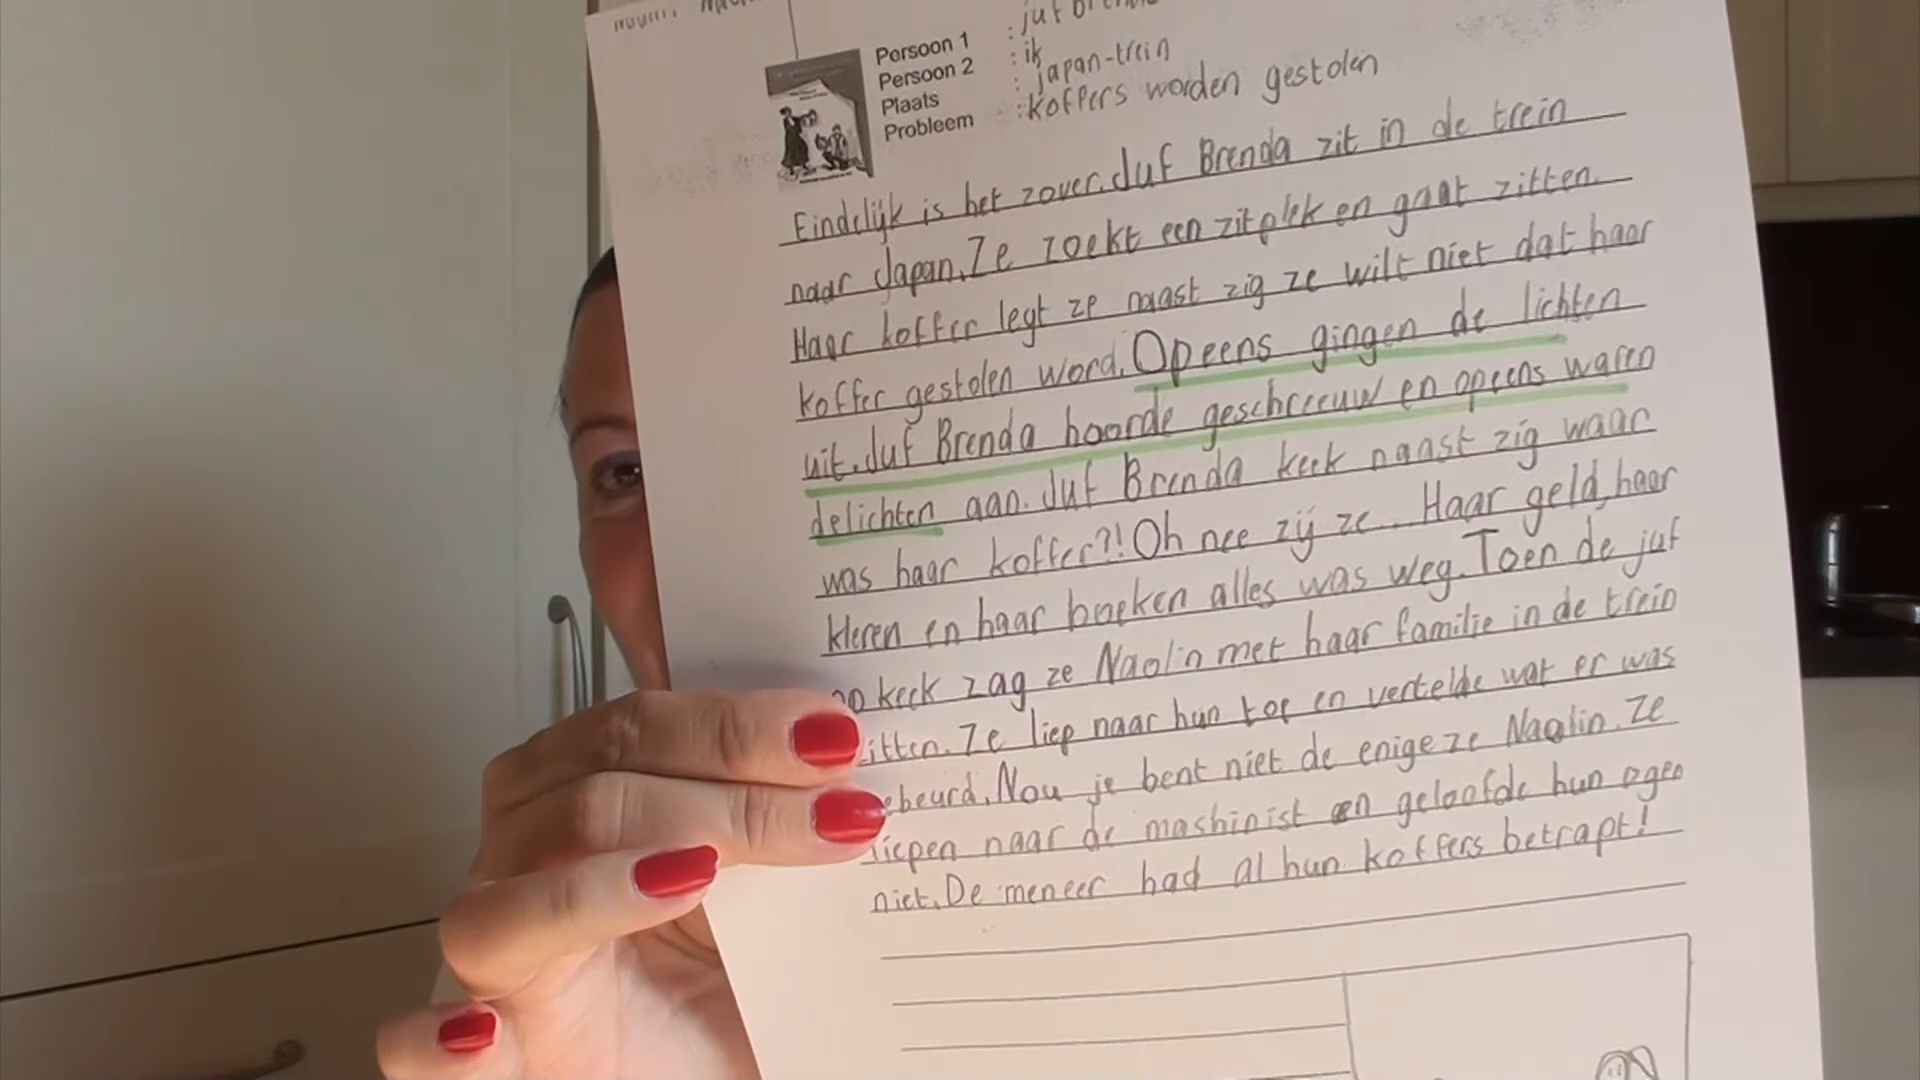 Persoon 1 : juf Brenda
Persoon 2 : ik
Plaats : japan-trein
Probleem : koffers worden gestolen
Eindelijk is het zover. Juf Brenda zit in de trein
naar Japan. Ze zoekt een zitplek en gaat zitten.
Haar koffer legt ze naast zig ze wilt niet dat haar
koffer gestolen word. Opeens gingen de lichten
uit. Juf Brenda hoorde geschreeuw en opeens waren
delichten aan. Juf Brenda keek naast zig waar
was haar koffer?! Oh nee zij ze... Haar geld, haar
kleren en haar boeken alles was weg. Toen de juf
keek zag ze Naolin met haar familie in de trein
itten. Ze liep naar hun toe en vertelde wat er was
ebeurd. Nou je bent niet de enige ze Naolin. Ze
liepen naar de mashinist en geloofde hun ogen
niet. De meneer had al hun koffers betrapt!